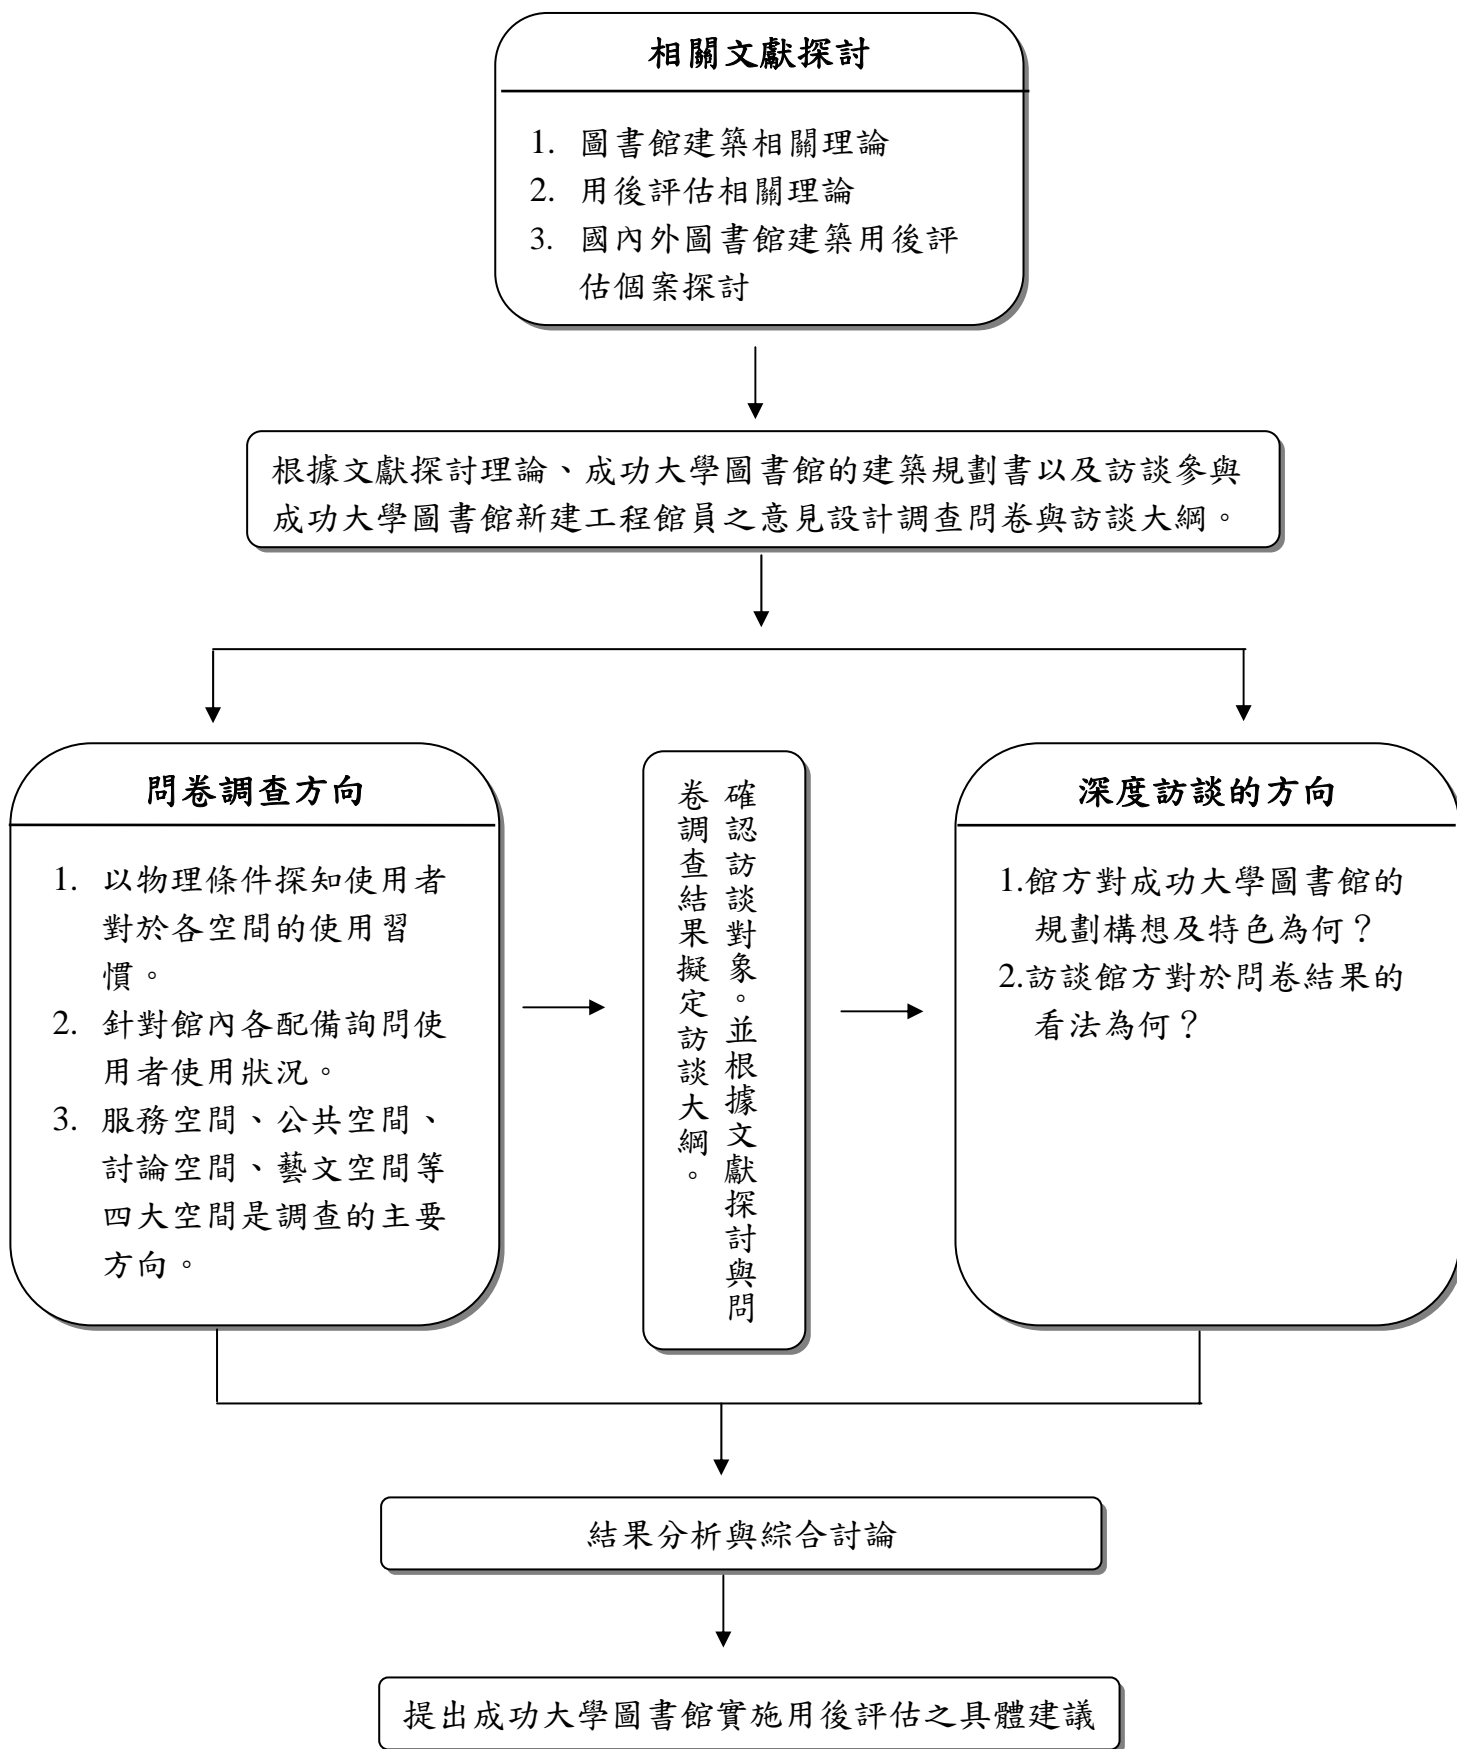 相關文獻探討
1. 圖書館建築相關理論
2. 用後評估相關理論
3. 國內外圖書館建築用後評
估個案探討
根據文獻探討理論、成功大學圖書館的建築規劃書以及訪談參與
成功大學圖書館新建工程館員之意見設計調查問卷與訪談大綱。
問卷調查方向
1. 以物理條件探知使用者
對於各空間的使用習
慣。
2. 針對館內各配備詢問使
用者使用狀況。
3. 服務空間、公共空間、
討論空間、藝文空間等
四大空間是調查的主要
方向。
確認訪談對象。並根據文獻探討與問
卷調查結果擬定訪談大綱。
深度訪談的方向
1.館方對成功大學圖書館的
規劃構想及特色為何？
2.訪談館方對於問卷結果的
看法為何？
結果分析與綜合討論
提出成功大學圖書館實施用後評估之具體建議